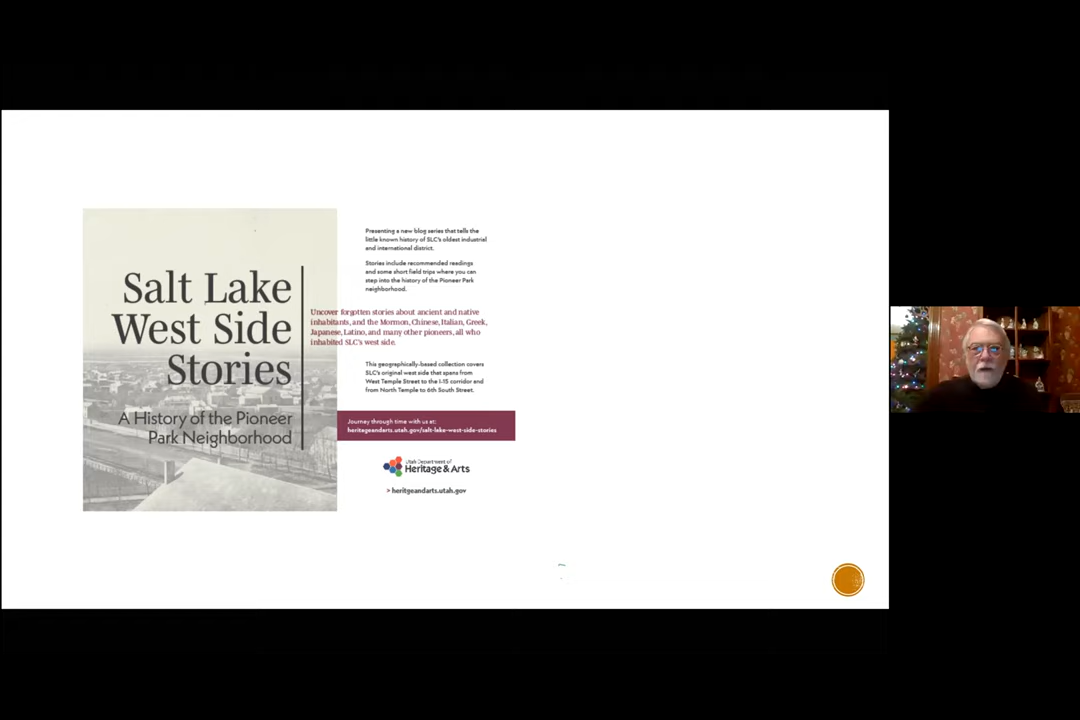 Salt Lake
West Side
Stories
A History of the Pioneer
Park Neighborhood
Presenting a new blog series that tells the
little known history of SLC's oldest industrial
and international district.
Stories include recommended readings
and some short field trips where you can
step into the history of the Pioneer Park
neighborhood.
Uncover forgotten stories about ancient and native
inhabitants, and the Mormon, Chinese, Italian, Greek,
Japanese, Latino, and many other pioneers, all who
inhabited SLC's west side.
This geographically-based collection covers
SLC's original west side that spans from
West Temple Street to the I-15 corridor and
from North Temple to 6th South Street.
Journey through time with us at:
heritageandarts.utah.gov/salt-lake-west-side-stories
Utah Department of
Heritage & Arts
> heritgeandarts.utah.gov